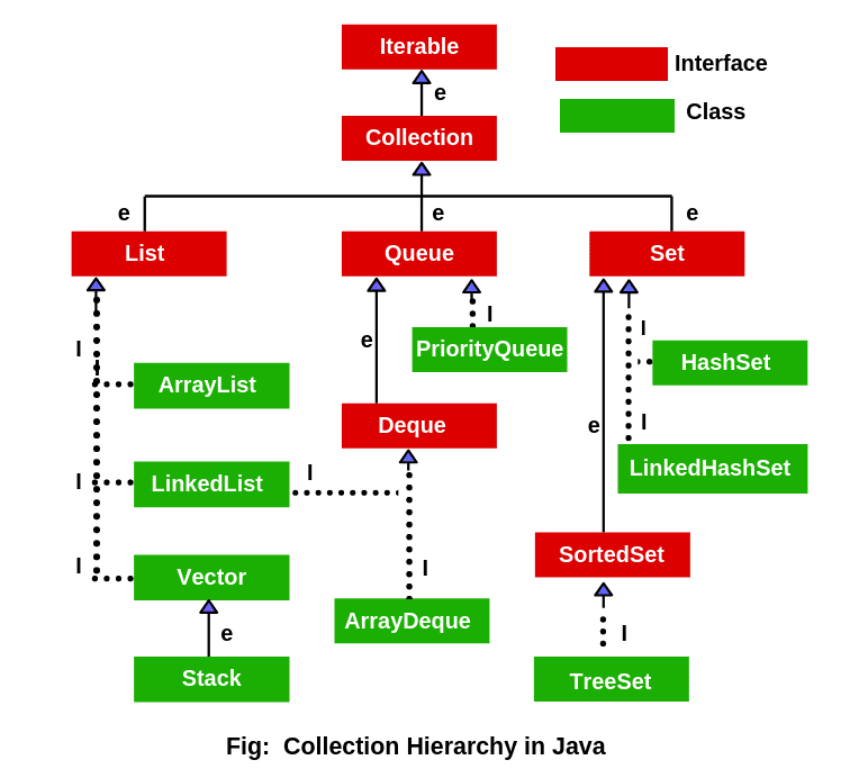 Iterable
Interface
e
Class
Collection
e e e
List Queue Set
I
PriorityQueue
I
e
I
HashSet
ArrayList
Deque
e
I
LinkedHashSet
I
LinkedList
I
SortedSet
I
Vector
I
ArrayDeque
e
I
Stack
TreeSet
Fig: Collection Hierarchy in Java